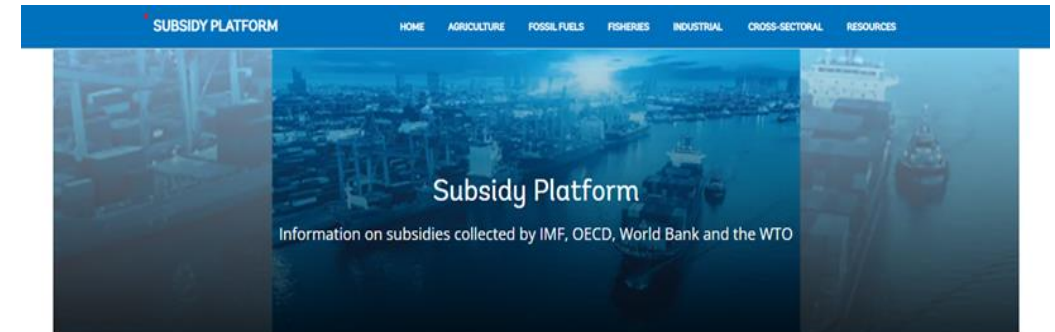 SUBSIDY PLATFORM HOME AGRICULTURE FOSSIL FUELS FISHERIES INDUSTRIAL CROSS-SECTORAL RESOURCES
Subsidy Platform
Information on subsidies collected by IMF, OECD, World Bank and the WTO